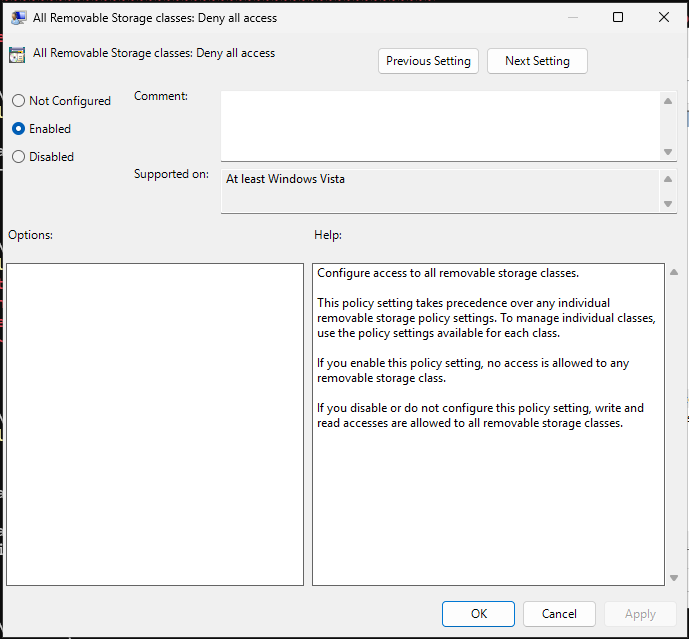 All Removable Storage classes: Deny all access
All Removable Storage classes: Deny all access
Previous Setting
Next Setting
Not Configured
Enabled
Disabled
Comment:
Supported on:
At least Windows Vista
Options:
Help:
Configure access to all removable storage classes.
This policy setting takes precedence over any individual
removable storage policy settings. To manage individual classes,
use the policy settings available for each class.
If you enable this policy setting, no access is allowed to any
removable storage class.
If you disable or do not configure this policy setting, write and
read accesses are allowed to all removable storage classes.
OK
Cancel
Apply